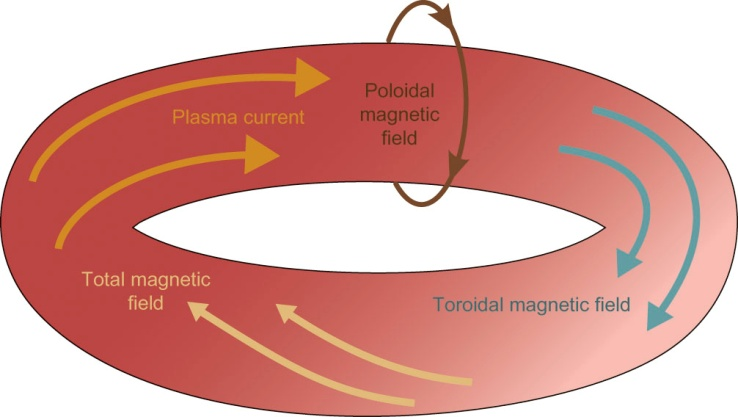 Plasma current
Poloidal
magnetic
field
Total magnetic
field
Toroidal magnetic field